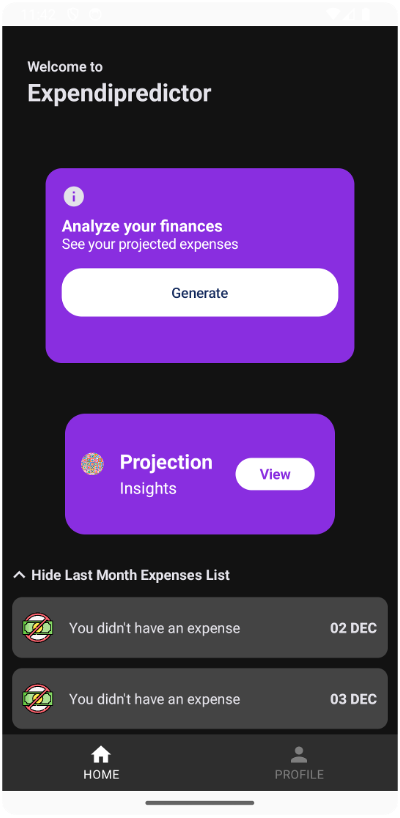 Welcome to
Expendipredictor
Analyze your finances
See your projected expenses
Generate
Projection
Insights
View
Hide Last Month Expenses List
You didn't have an expense 02 DEC
You didn't have an expense 03 DEC
HOME PROFILE